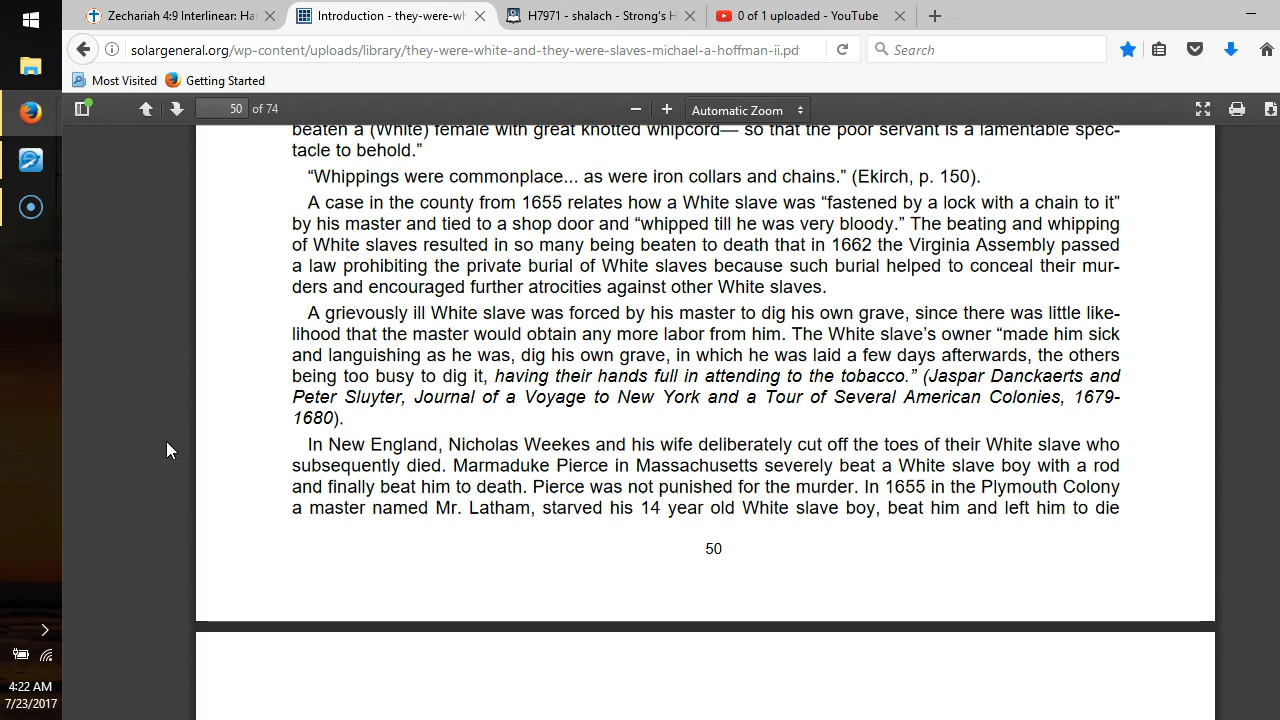 Zechariah 4:9 Interlinear: Ha
Introduction - they-were-wh
H7971 - shalach - Strong's H
0 of 1 uploaded - YouTube
solargeneral.org/wp-content/uploads/library/they-were-white-and-they-were-slaves-michael-a-hoffman-ii.pdf
Search
Most Visited
Getting Started
50 of 74
Automatic Zoom
beaten a (White) female with great knotted whipcord— so that the poor servant is a lamentable spec-
tacle to behold.”
“Whippings were commonplace... as were iron collars and chains.” (Ekirch, p. 150).
A case in the county from 1655 relates how a White slave was “fastened by a lock with a chain to it”
by his master and tied to a shop door and “whipped till he was very bloody.” The beating and whipping
of White slaves resulted in so many being beaten to death that in 1662 the Virginia Assembly passed
a law prohibiting the private burial of White slaves because such burial helped to conceal their mur-
ders and encouraged further atrocities against other White slaves.
A grievously ill White slave was forced by his master to dig his own grave, since there was little like-
lihood that the master would obtain any more labor from him. The White slave’s owner “made him sick
and languishing as he was, dig his own grave, in which he was laid a few days afterwards, the others
being too busy to dig it, having their hands full in attending to the tobacco.” (Jaspar Danckaerts and
Peter Sluyter, Journal of a Voyage to New York and a Tour of Several American Colonies, 1679-
1680).
In New England, Nicholas Weekes and his wife deliberately cut off the toes of their White slave who
subsequently died. Marmaduke Pierce in Massachusetts severely beat a White slave boy with a rod
and finally beat him to death. Pierce was not punished for the murder. In 1655 in the Plymouth Colony
a master named Mr. Latham, starved his 14 year old White slave boy, beat him and left him to die
50
4:22 AM
7/23/2017